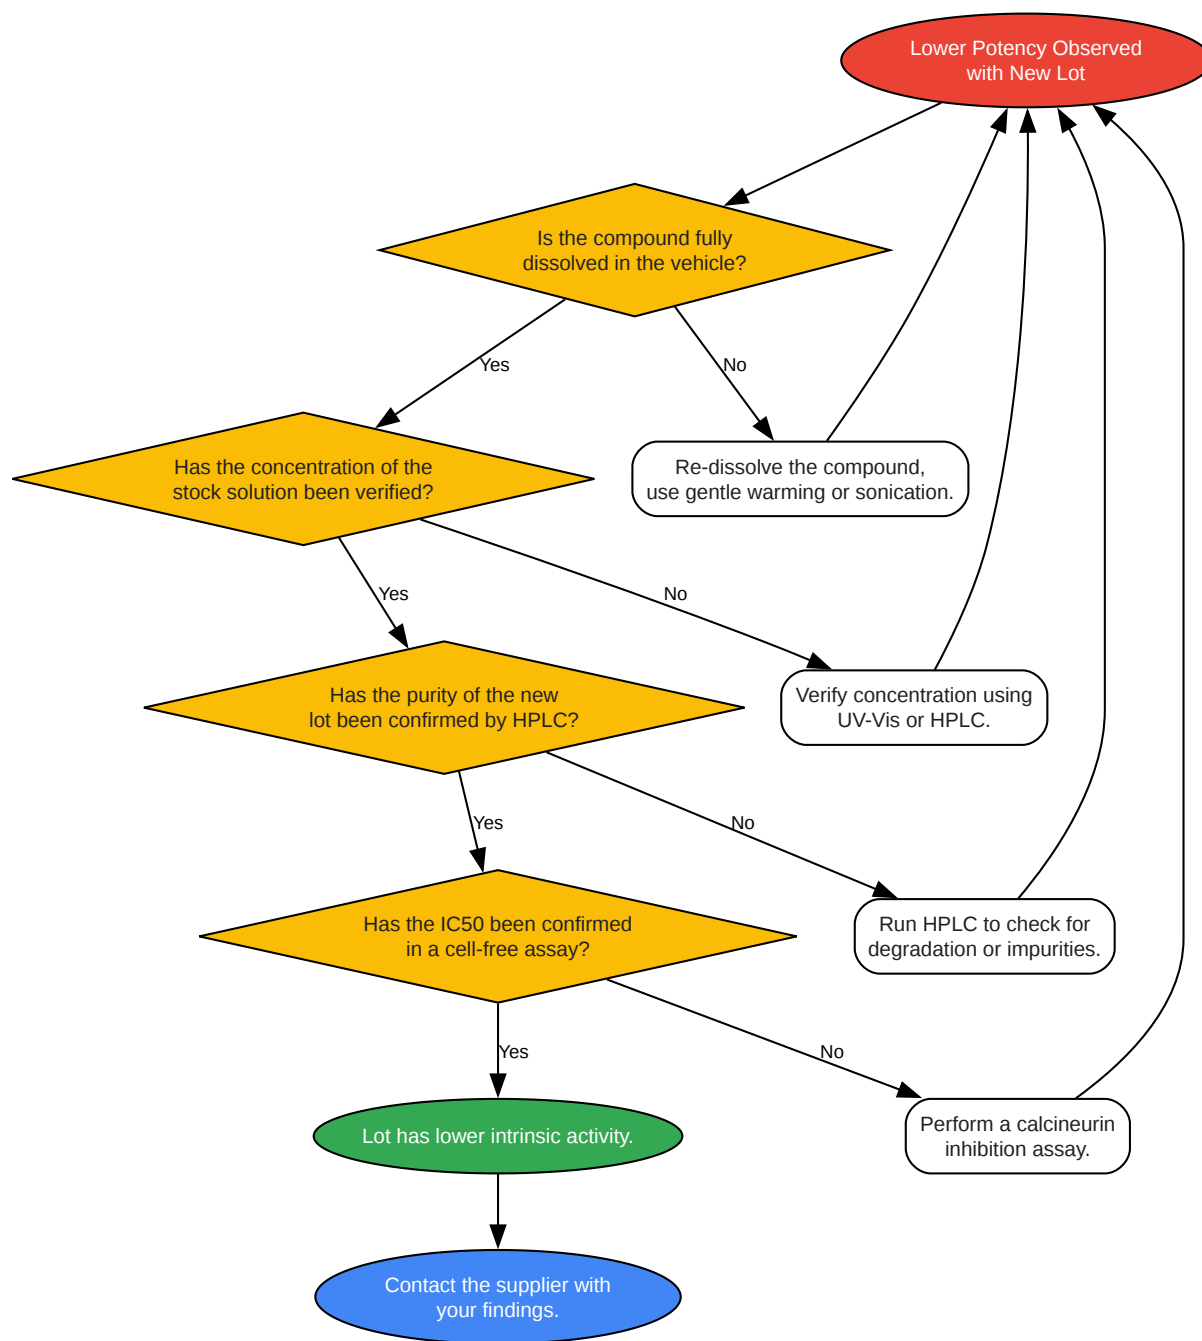 Lower Potency Observed
with New Lot
Is the compound fully
dissolved in the vehicle?
Yes
No
Has the concentration of the
stock solution been verified?
Re-dissolve the compound,
use gentle warming or sonication.
Yes
No
Has the purity of the new
lot been confirmed by HPLC?
Verify concentration using
UV-Vis or HPLC.
Yes
No
Has the IC50 been confirmed
in a cell-free assay?
Run HPLC to check for
degradation or impurities.
Yes
No
Lot has lower intrinsic activity.
Perform a calcineurin
inhibition assay.
Contact the supplier with
your findings.